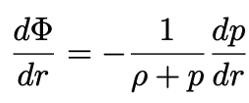 dΦ/dr = − 1/(ρ + p) dp/dr